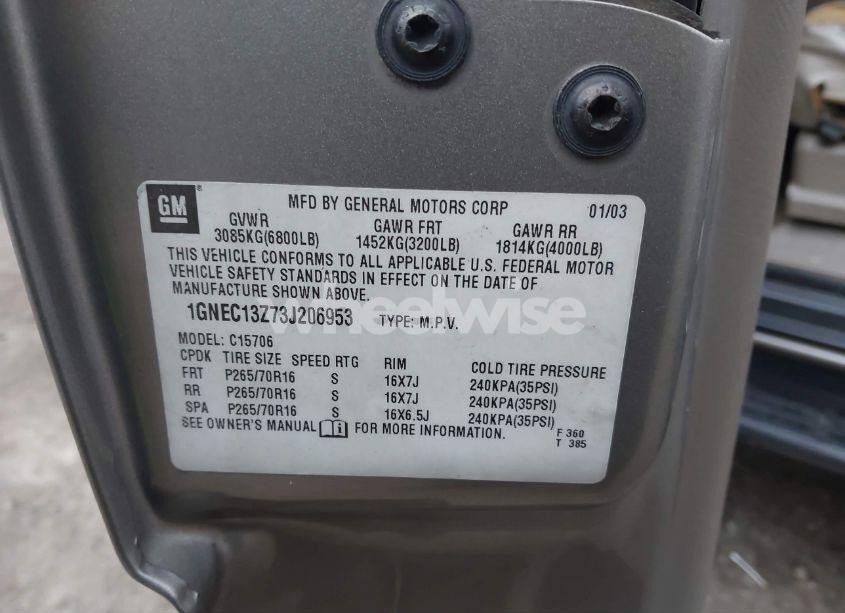 GM
MFD BY GENERAL MOTORS CORP 01/03
GVWR GAWR FRT GAWR RR
3085KG(6800LB) 1452KG(3200LB) 1814KG(4000LB)
THIS VEHICLE CONFORMS TO ALL APPLICABLE U.S. FEDERAL MOTOR
VEHICLE SAFETY STANDARDS IN EFFECT ON THE DATE OF
MANUFACTURE SHOWN ABOVE.
1GNEC13Z73J206953 TYPE: M.P.V.
wheelwise
MODEL: C15706
CPDK TIRE SIZE SPEED RTG RIM COLD TIRE PRESSURE
FRT P265/70R16 S 16X7J 240KPA(35PSI)
RR P265/70R16 S 16X7J 240KPA(35PSI)
SPA P265/70R16 S 16X6.5J 240KPA(35PSI)
SEE OWNER'S MANUAL FOR MORE INFORMATION.
F 360
T 385